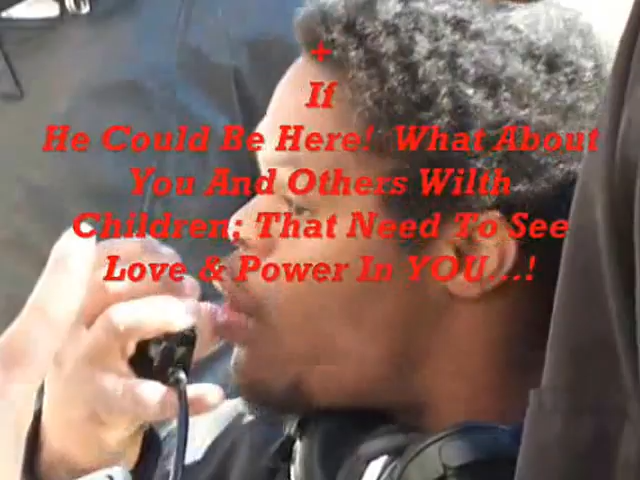 +
If
He Could Be Here!  What About
You And Others Wilth
Children; That Need To See
Love & Power In YOU...!